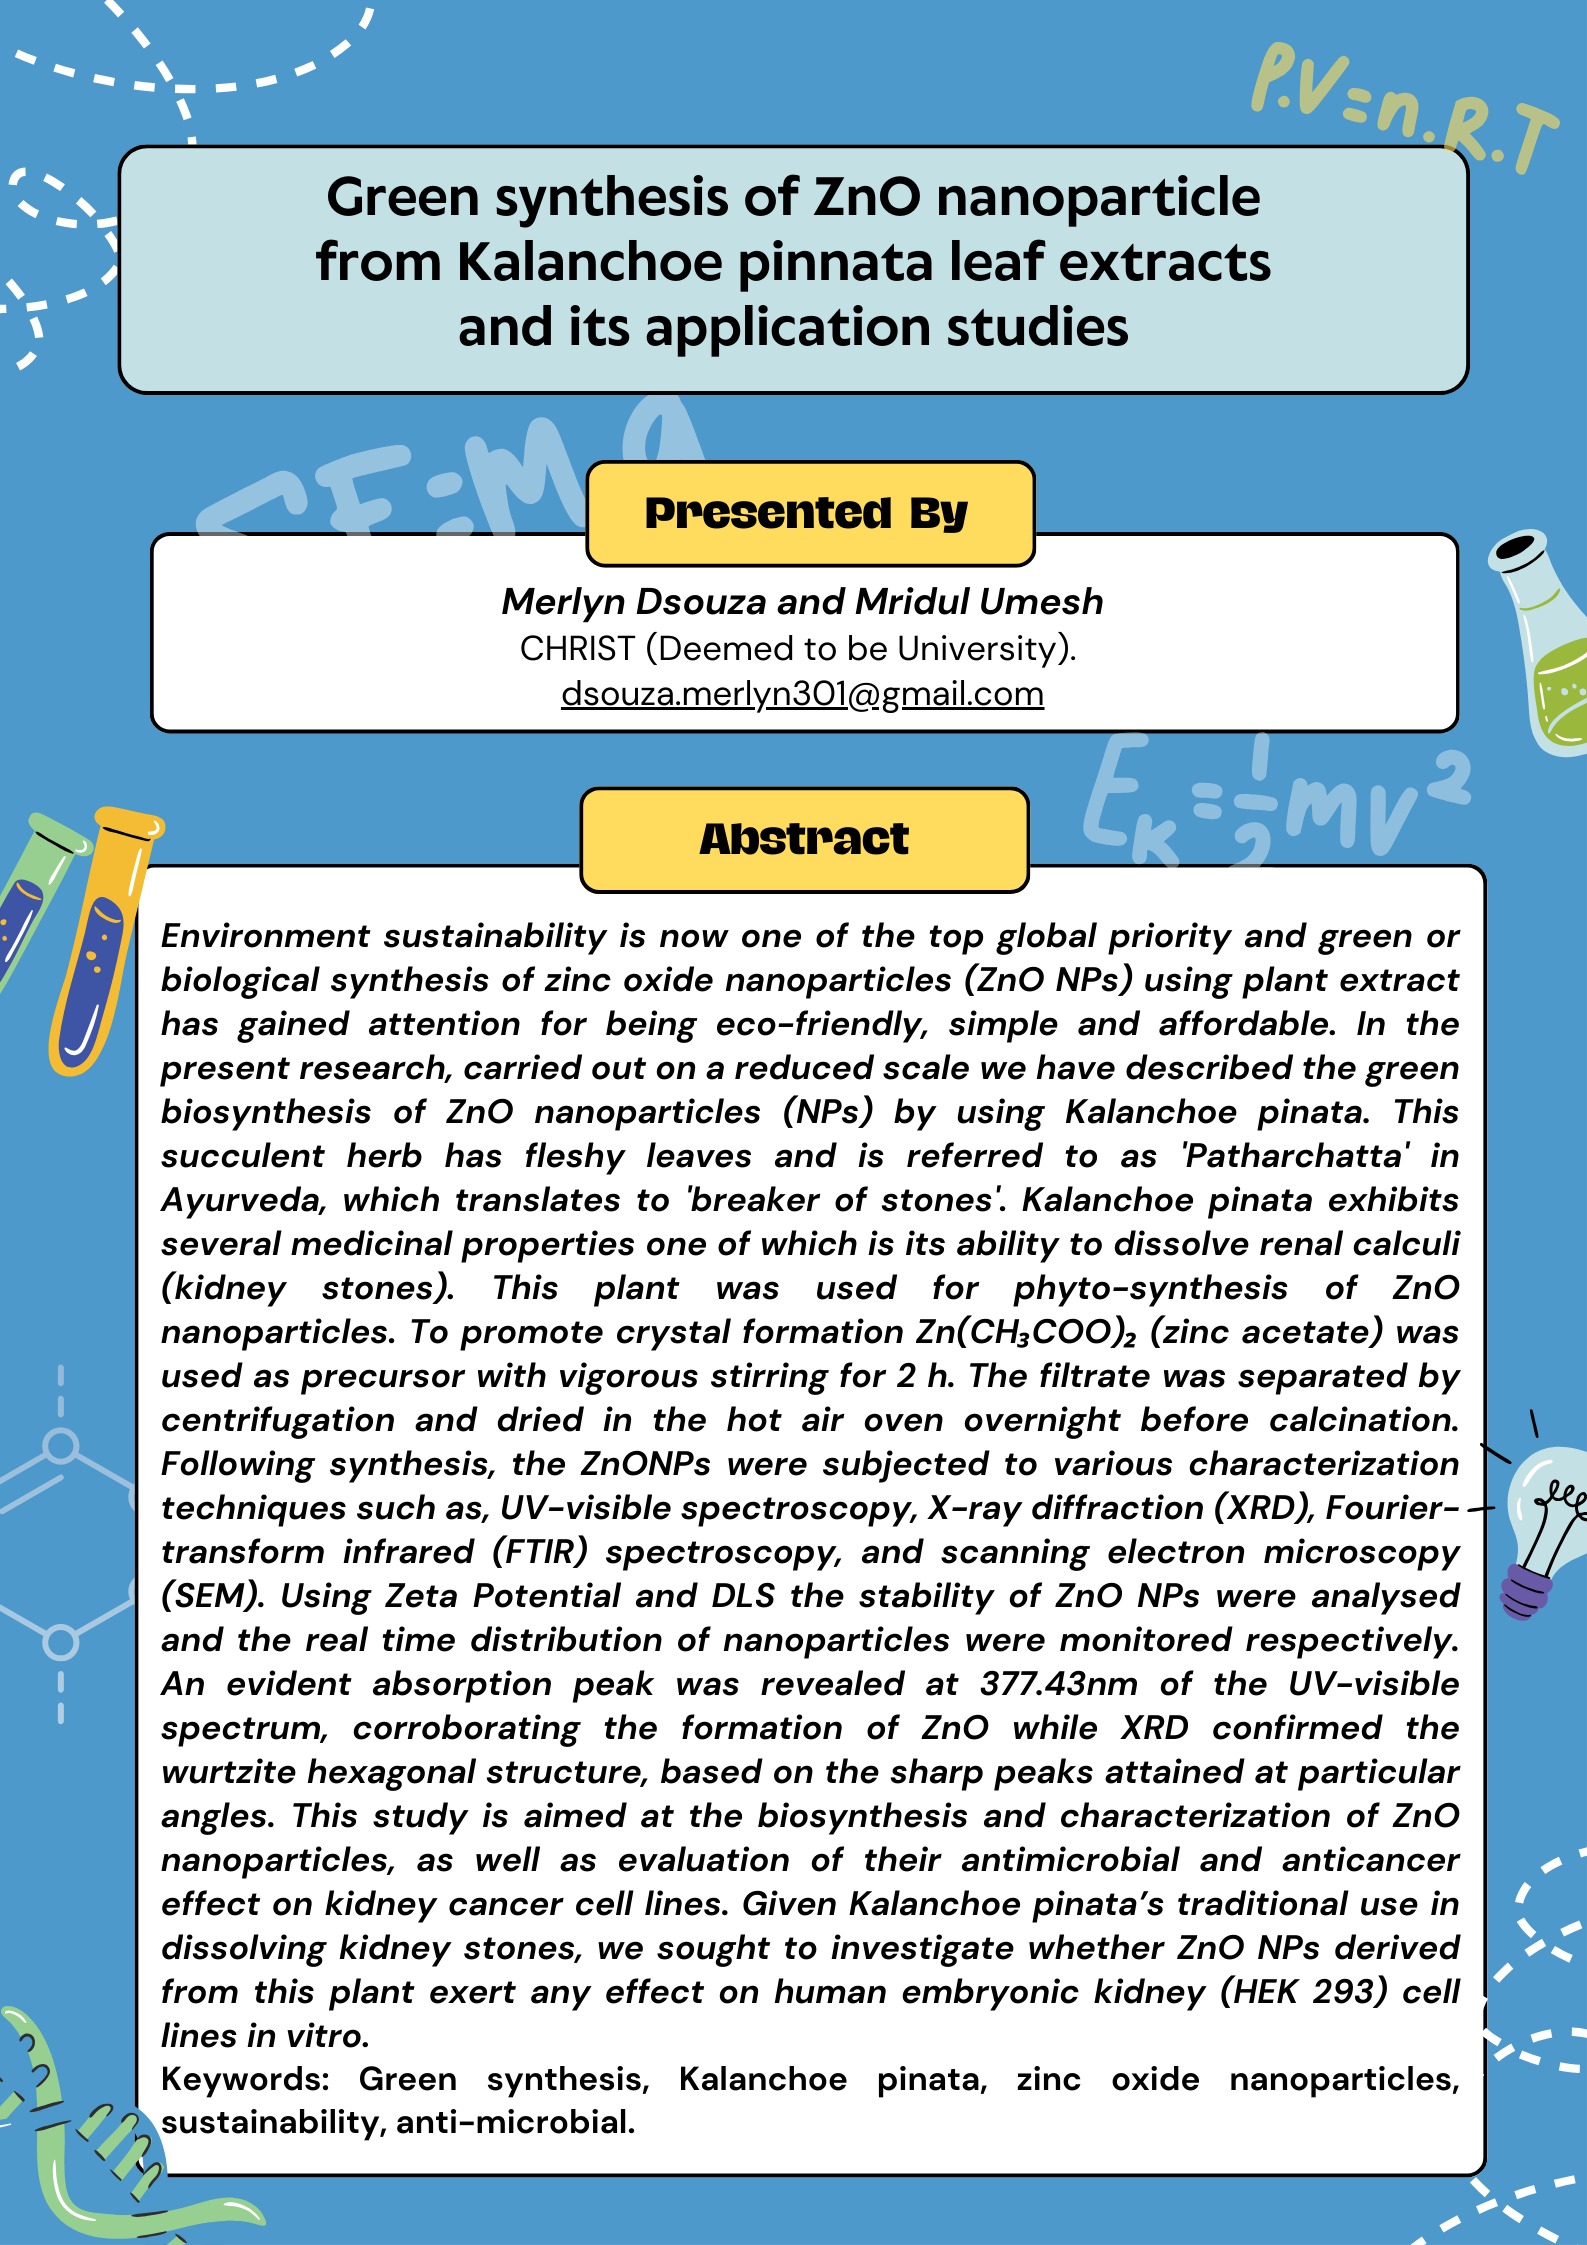 P.V=n.R.T
Green synthesis of ZnO nanoparticle
from Kalanchoe pinnata leaf extracts
and its application studies
Presented By
Merlyn Dsouza and Mridul Umesh
CHRIST (Deemed to be University).
dsouza.merlyn301@gmail.com
Eₖ=½mv²
Abstract
Environment sustainability is now one of the top global priority and green or
biological synthesis of zinc oxide nanoparticles (ZnO NPs) using plant extract
has gained attention for being eco-friendly, simple and affordable. In the
present research, carried out on a reduced scale we have described the green
biosynthesis of ZnO nanoparticles (NPs) by using Kalanchoe pinata. This
succulent herb has fleshy leaves and is referred to as 'Patharchatta' in
Ayurveda, which translates to 'breaker of stones'. Kalanchoe pinata exhibits
several medicinal properties one of which is its ability to dissolve renal calculi
(kidney stones). This plant was used for phyto-synthesis of ZnO
nanoparticles. To promote crystal formation Zn(CH₃COO)₂ (zinc acetate) was
used as precursor with vigorous stirring for 2 h. The filtrate was separated by
centrifugation and dried in the hot air oven overnight before calcination.
Following synthesis, the ZnONPs were subjected to various characterization
techniques such as, UV-visible spectroscopy, X-ray diffraction (XRD), Fourier-
transform infrared (FTIR) spectroscopy, and scanning electron microscopy
(SEM). Using Zeta Potential and DLS the stability of ZnO NPs were analysed
and the real time distribution of nanoparticles were monitored respectively.
An evident absorption peak was revealed at 377.43nm of the UV-visible
spectrum, corroborating the formation of ZnO while XRD confirmed the
wurtzite hexagonal structure, based on the sharp peaks attained at particular
angles. This study is aimed at the biosynthesis and characterization of ZnO
nanoparticles, as well as evaluation of their antimicrobial and anticancer
effect on kidney cancer cell lines. Given Kalanchoe pinata’s traditional use in
dissolving kidney stones, we sought to investigate whether ZnO NPs derived
from this plant exert any effect on human embryonic kidney (HEK 293) cell
lines in vitro.
Keywords: Green synthesis, Kalanchoe pinata, zinc oxide nanoparticles,
sustainability, anti-microbial.